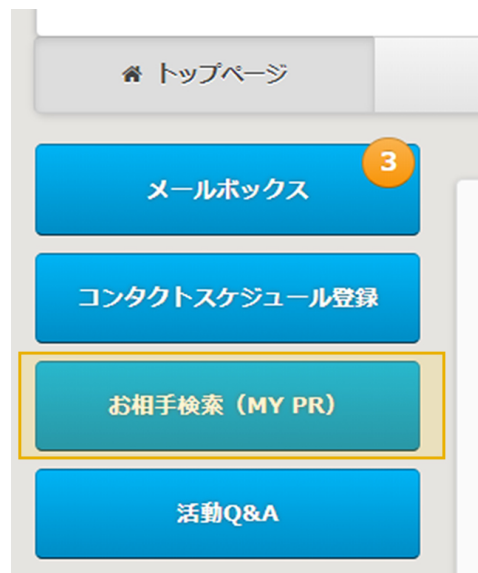 トップページ
3
メールボックス
コンタクトスケジュール登録
お相手検索（MY PR）
活動Q&A